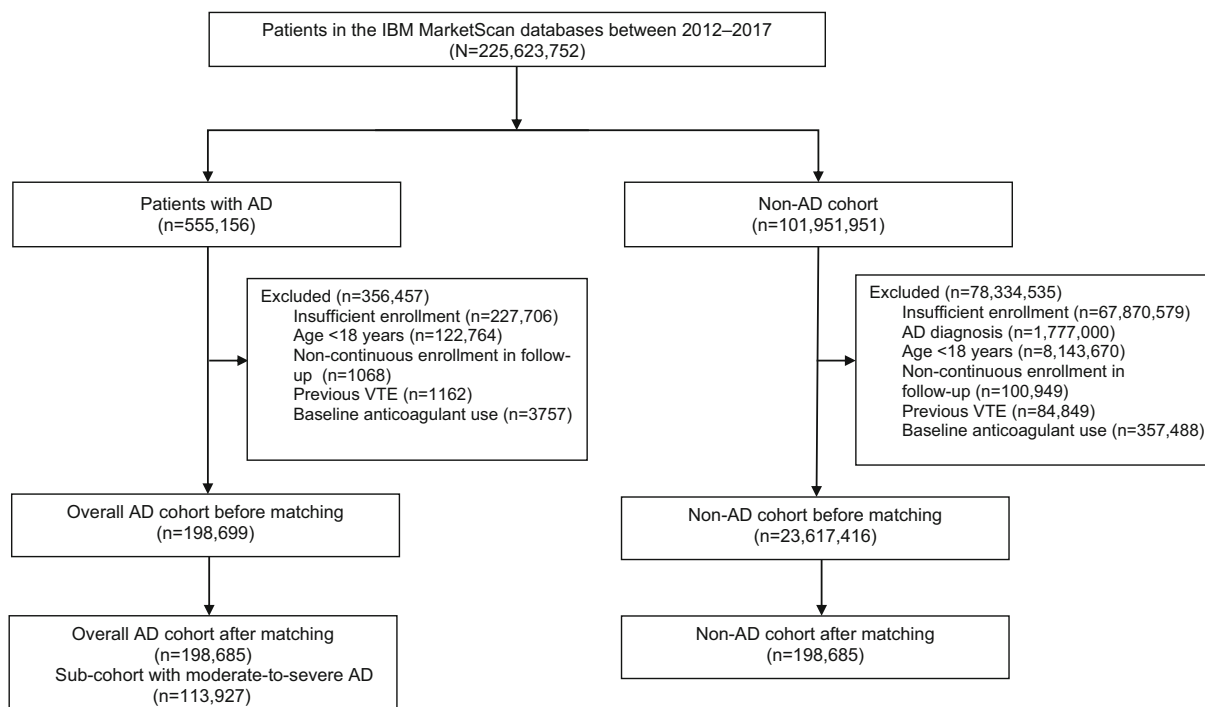 Patients in the IBM MarketScan databases between 2012–2017
(N=225,623,752)
Patients with AD
(n=555,156)
Non-AD cohort
(n=101,951,951)
Excluded (n=356,457)
Insufficient enrollment (n=227,706)
Age <18 years (n=122,764)
Non-continuous enrollment in follow-
up (n=1068)
Previous VTE (n=1162)
Baseline anticoagulant use (n=3757)
Excluded (n=78,334,535)
Insufficient enrollment (n=67,870,579)
AD diagnosis (n=1,777,000)
Age <18 years (n=8,143,670)
Non-continuous enrollment in
follow-up (n=100,949)
Previous VTE (n=84,849)
Baseline anticoagulant use (n=357,488)
Overall AD cohort before matching
(n=198,699)
Non-AD cohort before matching
(n=23,617,416)
Overall AD cohort after matching
(n=198,685)
Sub-cohort with moderate-to-severe AD
(n=113,927)
Non-AD cohort after matching
(n=198,685)